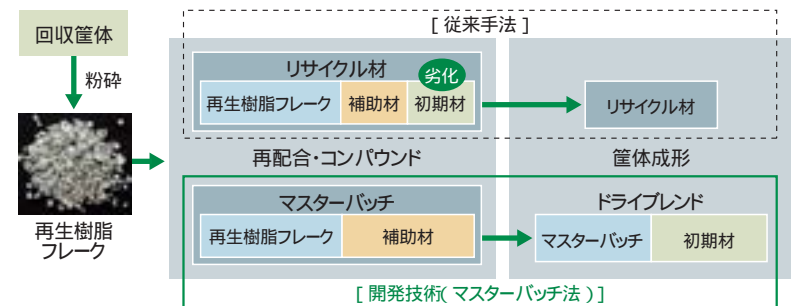 [ 従来手法 ]
回収筐体
粉砕
再生樹脂
フレーク
リサイクル材
劣化
再生樹脂フレーク 補助材 初期材
リサイクル材
再配合・コンパウンド
筐体成形
マスターバッチ
再生樹脂フレーク 補助材
ドライブレンド
マスターバッチ 初期材
[ 開発技術( マスターバッチ法 ) ]